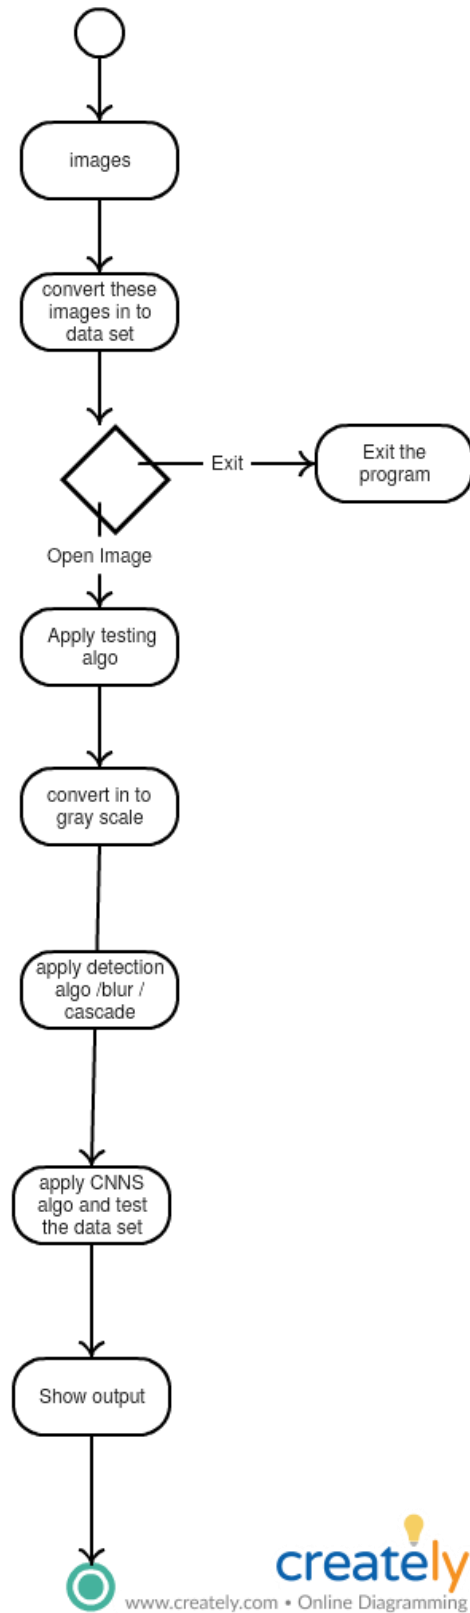 images
convert these
images in to
data set
Exit
Exit the
program
Open Image
Apply testing
algo
convert in to
gray scale
apply detection
algo /blur /
cascade
apply CNNS
algo and test
the data set
Show output
creately
www.creately.com • Online Diagramming